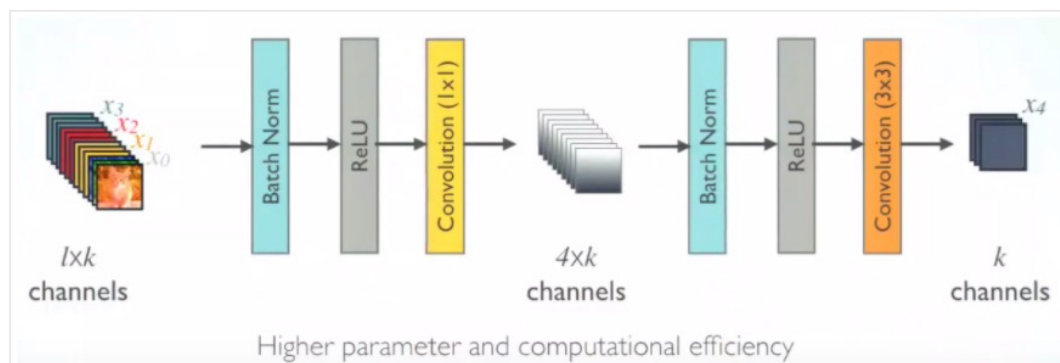 x3
x2
x1
x0
Batch Norm
ReLU
Convolution (1x1)
Batch Norm
ReLU
Convolution (3x3)
x4
l×k
channels
4×k
channels
k
channels
Higher parameter and computational efficiency